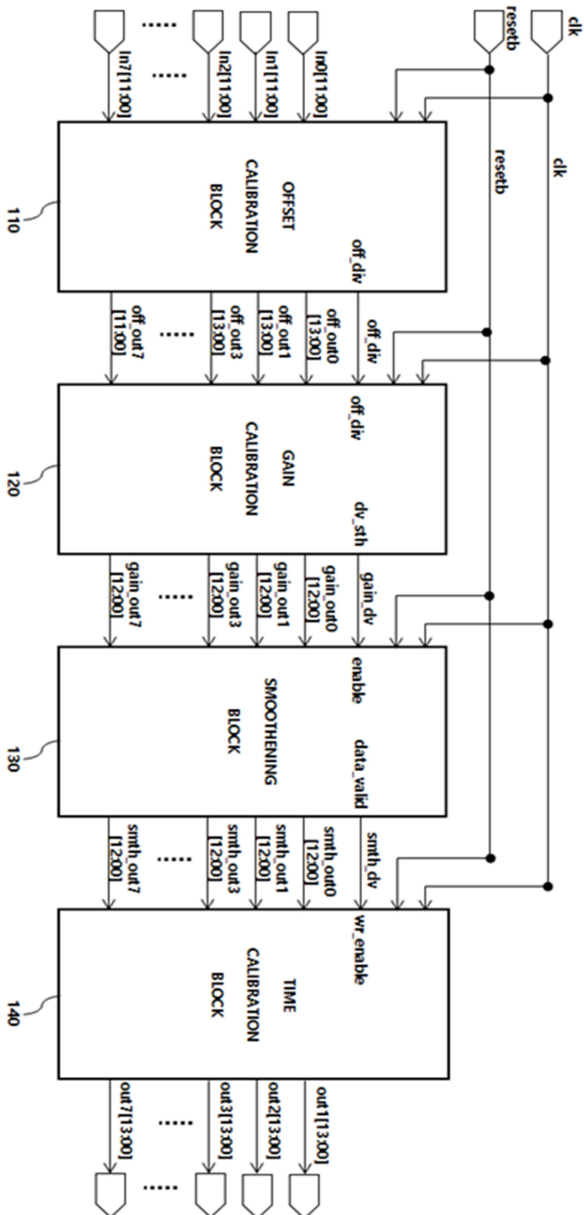 clk
resetb
clk
resetb
In0[11:00]
In1[11:00]
In2[11:00]
In7[11:00]
OFFSET
CALIBRATION
BLOCK
off_div
110
off_div
off_out0
[13:00]
off_out1
[13:00]
off_out3
[13:00]
off_out7
[11:00]
off_div
GAIN
CALIBRATION
BLOCK
dv_sth
120
gain_dv
gain_out0
[12:00]
gain_out1
[12:00]
gain_out3
[12:00]
gain_out7
[12:00]
enable
SMOOTHENING
BLOCK
data_valid
130
smth_dv
smth_out0
[12:00]
smth_out1
[12:00]
smth_out3
[12:00]
smth_out7
[12:00]
wr_enable
TIME
CALIBRATION
BLOCK
140
out1[13:00]
out2[13:00]
out3[13:00]
out7[13:00]